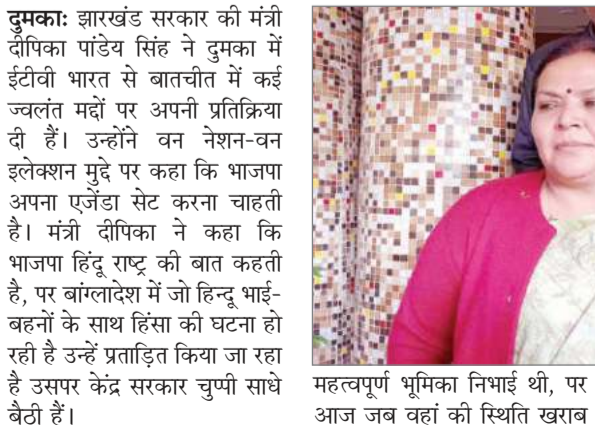 दुमकाः झारखंड सरकार की मंत्री
दीपिका पांडेय सिंह ने दुमका में
ईटीवी भारत से बातचीत में कई
ज्वलंत मद्दों पर अपनी प्रतिक्रिया
दी हैं। उन्होंने वन नेशन-वन
इलेक्शन मुद्दे पर कहा कि भाजपा
अपना एजेंडा सेट करना चाहती
है। मंत्री दीपिका ने कहा कि
भाजपा हिंदू राष्ट्र की बात कहती
है, पर बांग्लादेश में जो हिन्दू भाई-
बहनों के साथ हिंसा की घटना हो
रही है उन्हें प्रताड़ित किया जा रहा
है उसपर केंद्र सरकार चुप्पी साधे
बैठी हैं।
महत्वपूर्ण भूमिका निभाई थी, पर
आज जब वहां की स्थिति खराब